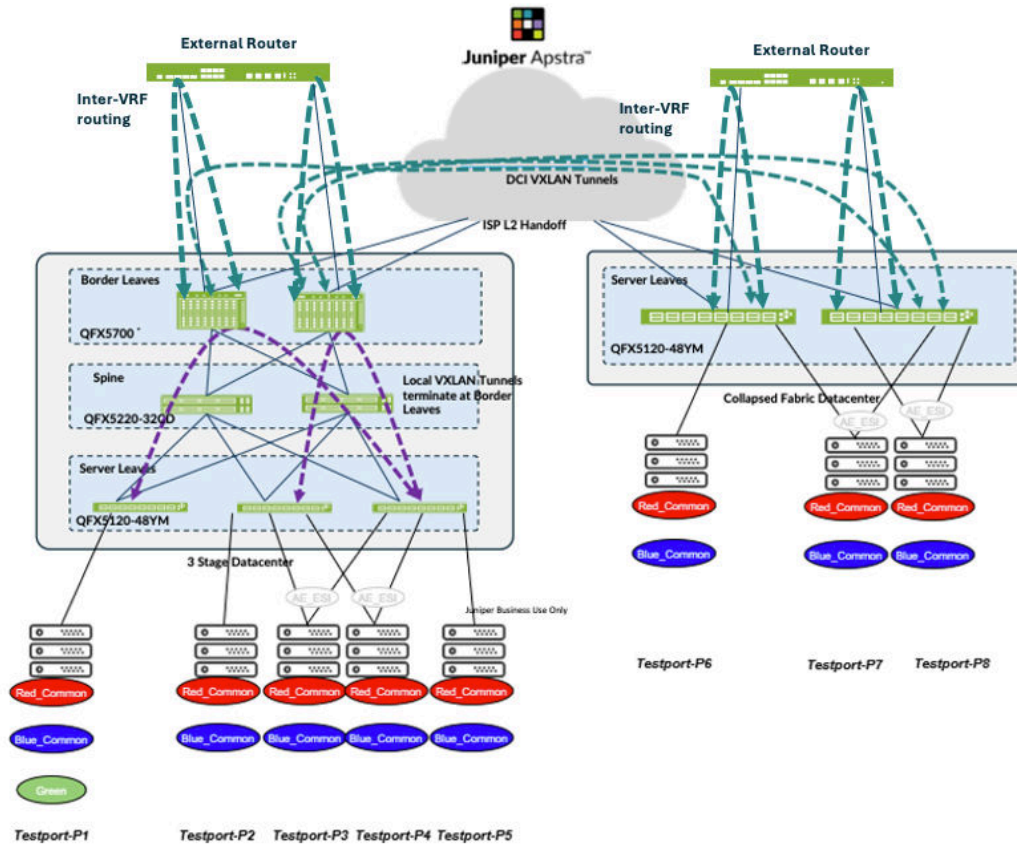 External Router
Juniper Apstra™
External Router
Inter-VRF
routing
Inter-VRF
routing
DCI VXLAN Tunnels
ISP L2 Handoff
Border Leaves
QFX5700 *
Server Leaves
QFX5120-48YM
Spine
Local VXLAN Tunnels
terminate at Border
Leaves
QFX5220-32CD
Collapsed Fabric Datacenter
Server Leaves
QFX5120-48YM
3 Stage Datacenter
AE_ESI
AE_ESI
AE_ESI
AE_ESI
Red_Common
Red_Common
Red_Common
Blue_Common
Blue_Common
Blue_Common
Juniper Business Use Only
Testport-P6
Testport-P7
Testport-P8
Red_Common
Red_Common
Red_Common
Red_Common
Red_Common
Blue_Common
Blue_Common
Blue_Common
Blue_Common
Blue_Common
Green
Testport-P1
Testport-P2
Testport-P3
Testport-P4
Testport-P5